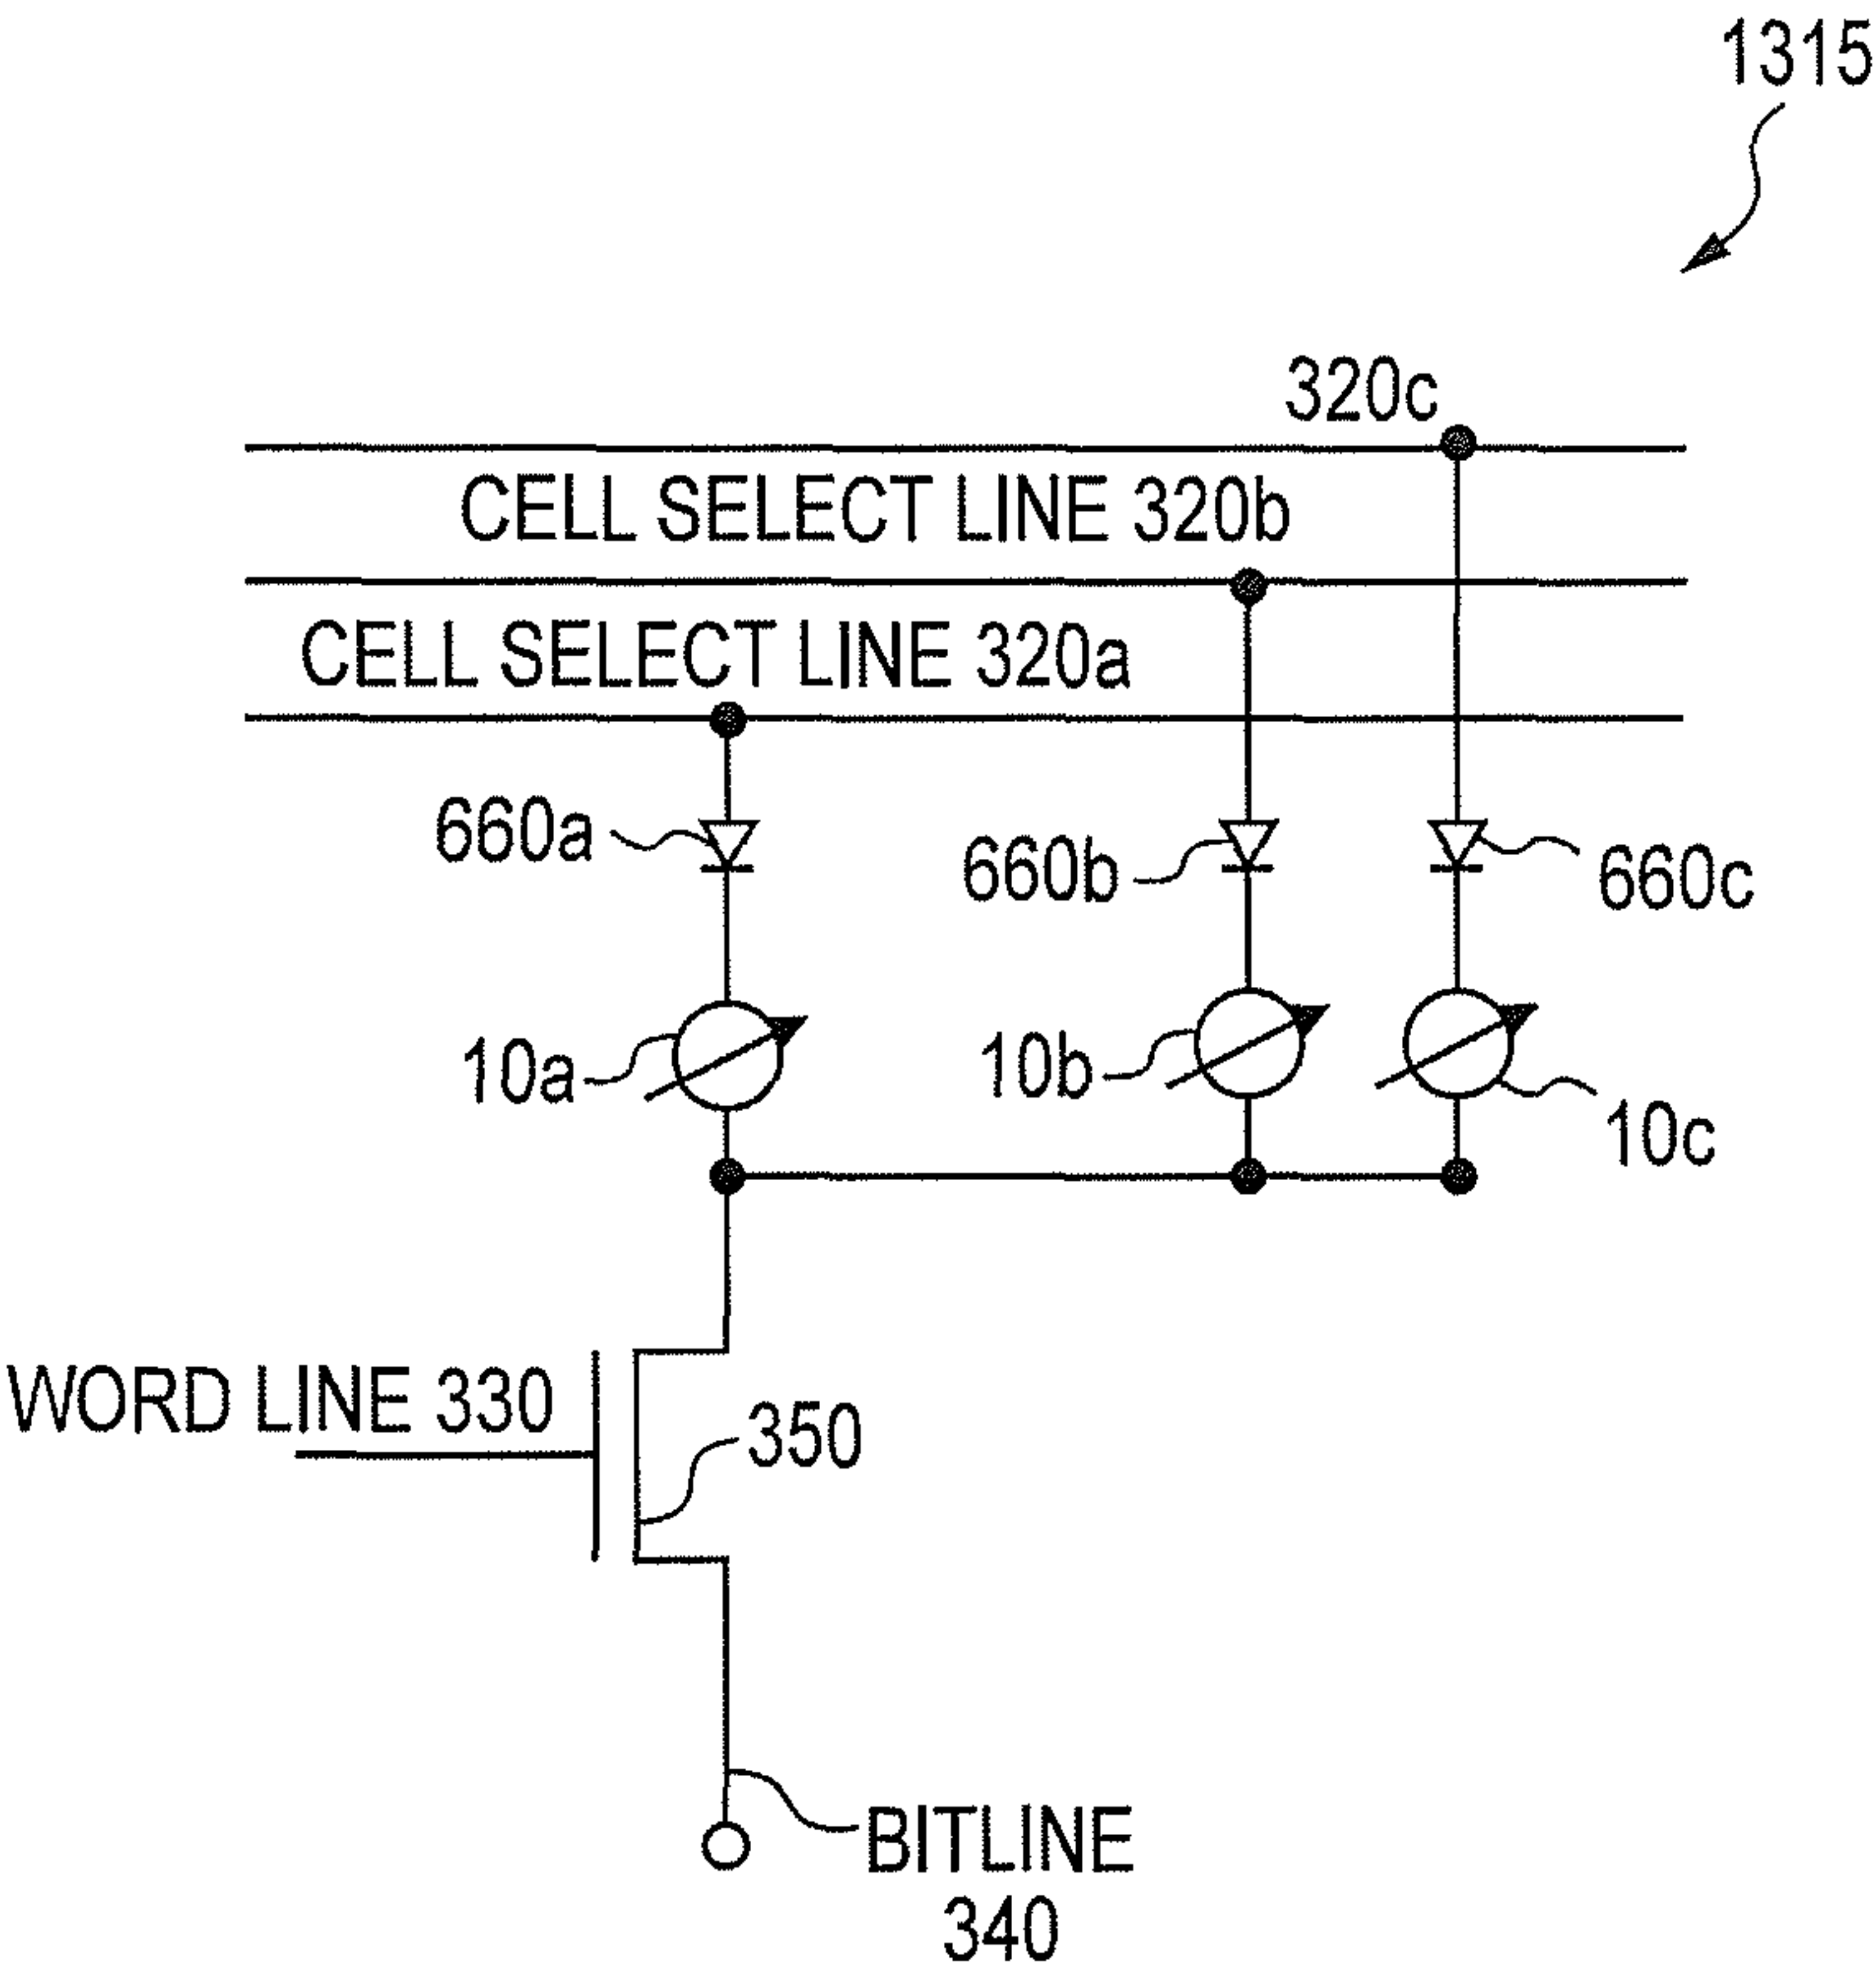 1315
320c
CELL SELECT LINE 320b
CELL SELECT LINE 320a
660a
660b
660c
10a
10b
10c
WORD LINE 330
350
BITLINE
340